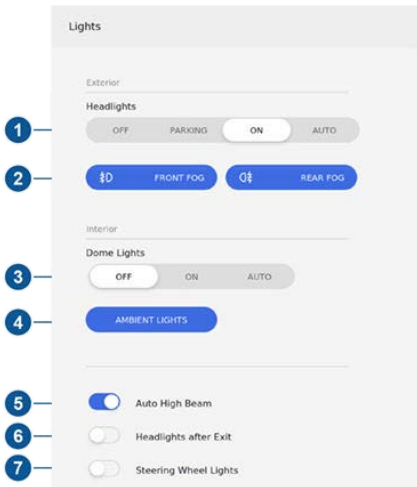 Lights
Exterior
Headlights
1 OFF PARKING ON AUTO
2 FRONT FOG REAR FOG
Interior
Dome Lights
3 OFF ON AUTO
4 AMBIENT LIGHTS
5 Auto High Beam
6 Headlights after Exit
7 Steering Wheel Lights